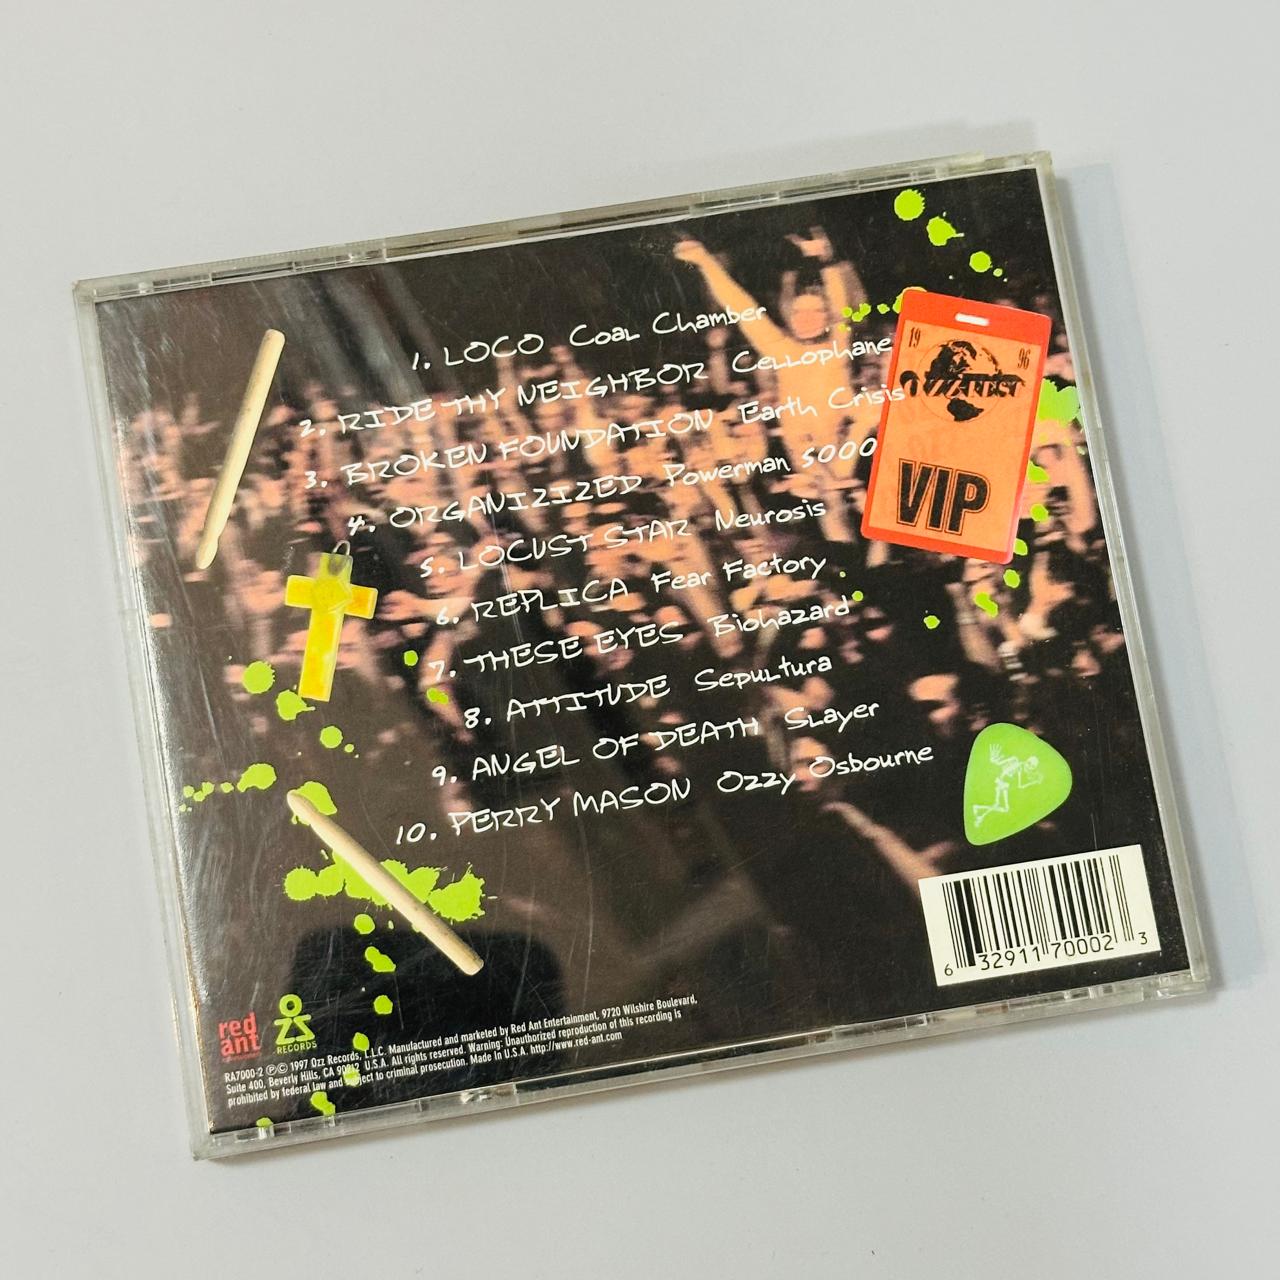 1. LOCO Coal Chamber
2. RIDE THY NEIGHBOR Cellophane
3. BROKEN FOUNDATION Earth Crisis
4. ORGANIZIZED Powerman 5000
5. LOCUST STAR Neurosis
6. REPLICA Fear Factory
7. THESE EYES Biohazard
8. ATTITUDE Sepultura
9. ANGEL OF DEATH Slayer
10. PERRY MASON Ozzy Osbourne
19 96
OZZFEST
VIP
6 32911 70002 3
red
ant
OZZ
RECORDS
RA7000-2 ℗© 1997 Ozz Records, L.L.C. Manufactured and marketed by Red Ant Entertainment, 9720 Wilshire Boulevard,
Suite 400, Beverly Hills, CA 90212 U.S.A. All rights reserved. Warning: Unauthorized reproduction of this recording is
prohibited by federal law and subject to criminal prosecution. Made in U.S.A. http://www.red-ant.com